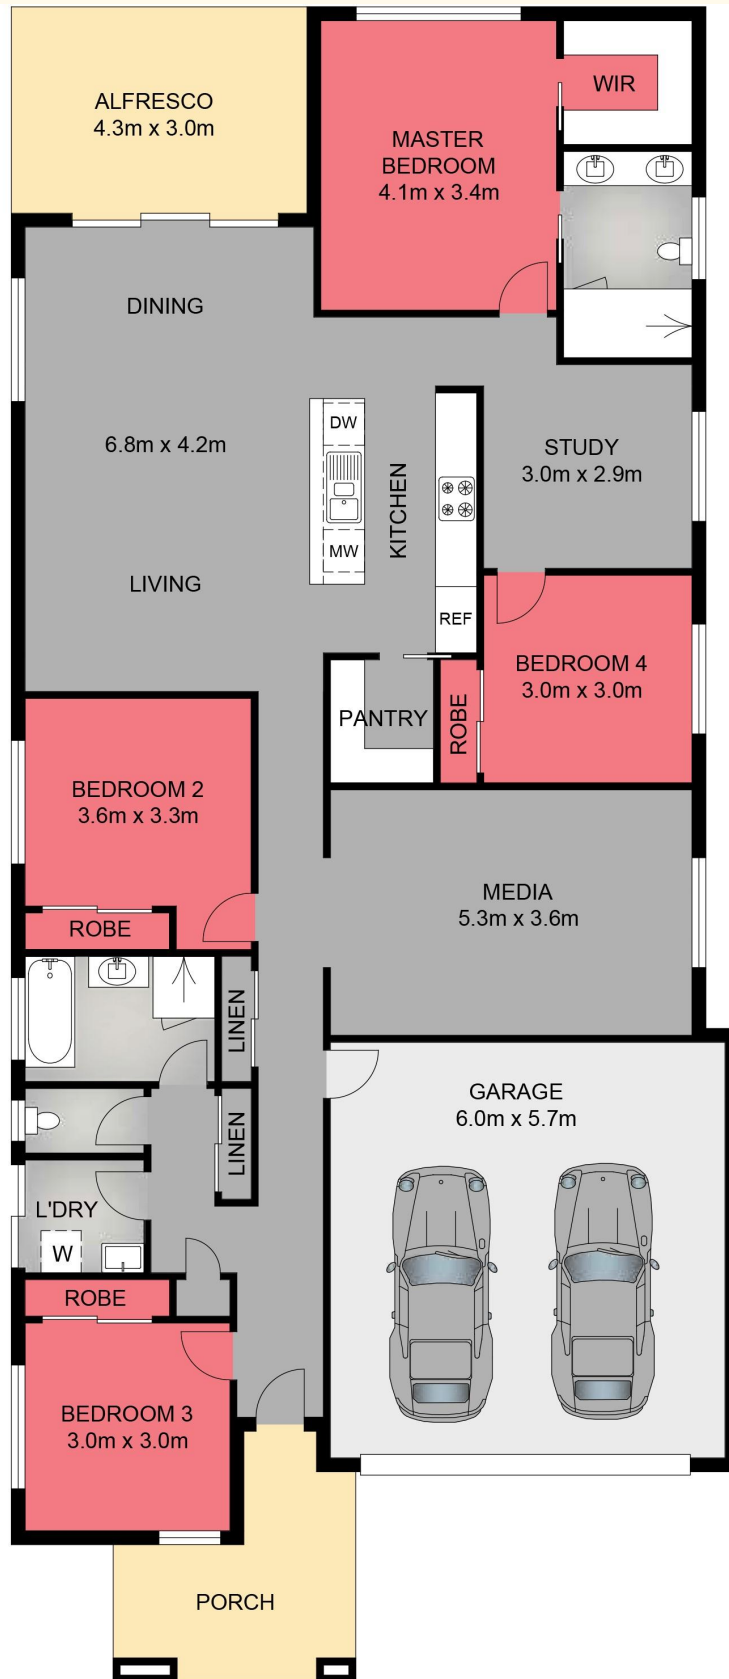 ALFRESCO
4.3m x 3.0m
MASTER
BEDROOM
4.1m x 3.4m
WIR
DINING
6.8m x 4.2m
LIVING
DW
MW
KITCHEN
REF
STUDY
3.0m x 2.9m
BEDROOM 4
3.0m x 3.0m
ROBE
PANTRY
BEDROOM 2
3.6m x 3.3m
ROBE
MEDIA
5.3m x 3.6m
LINEN
LINEN
GARAGE
6.0m x 5.7m
L'DRY
W
ROBE
BEDROOM 3
3.0m x 3.0m
PORCH